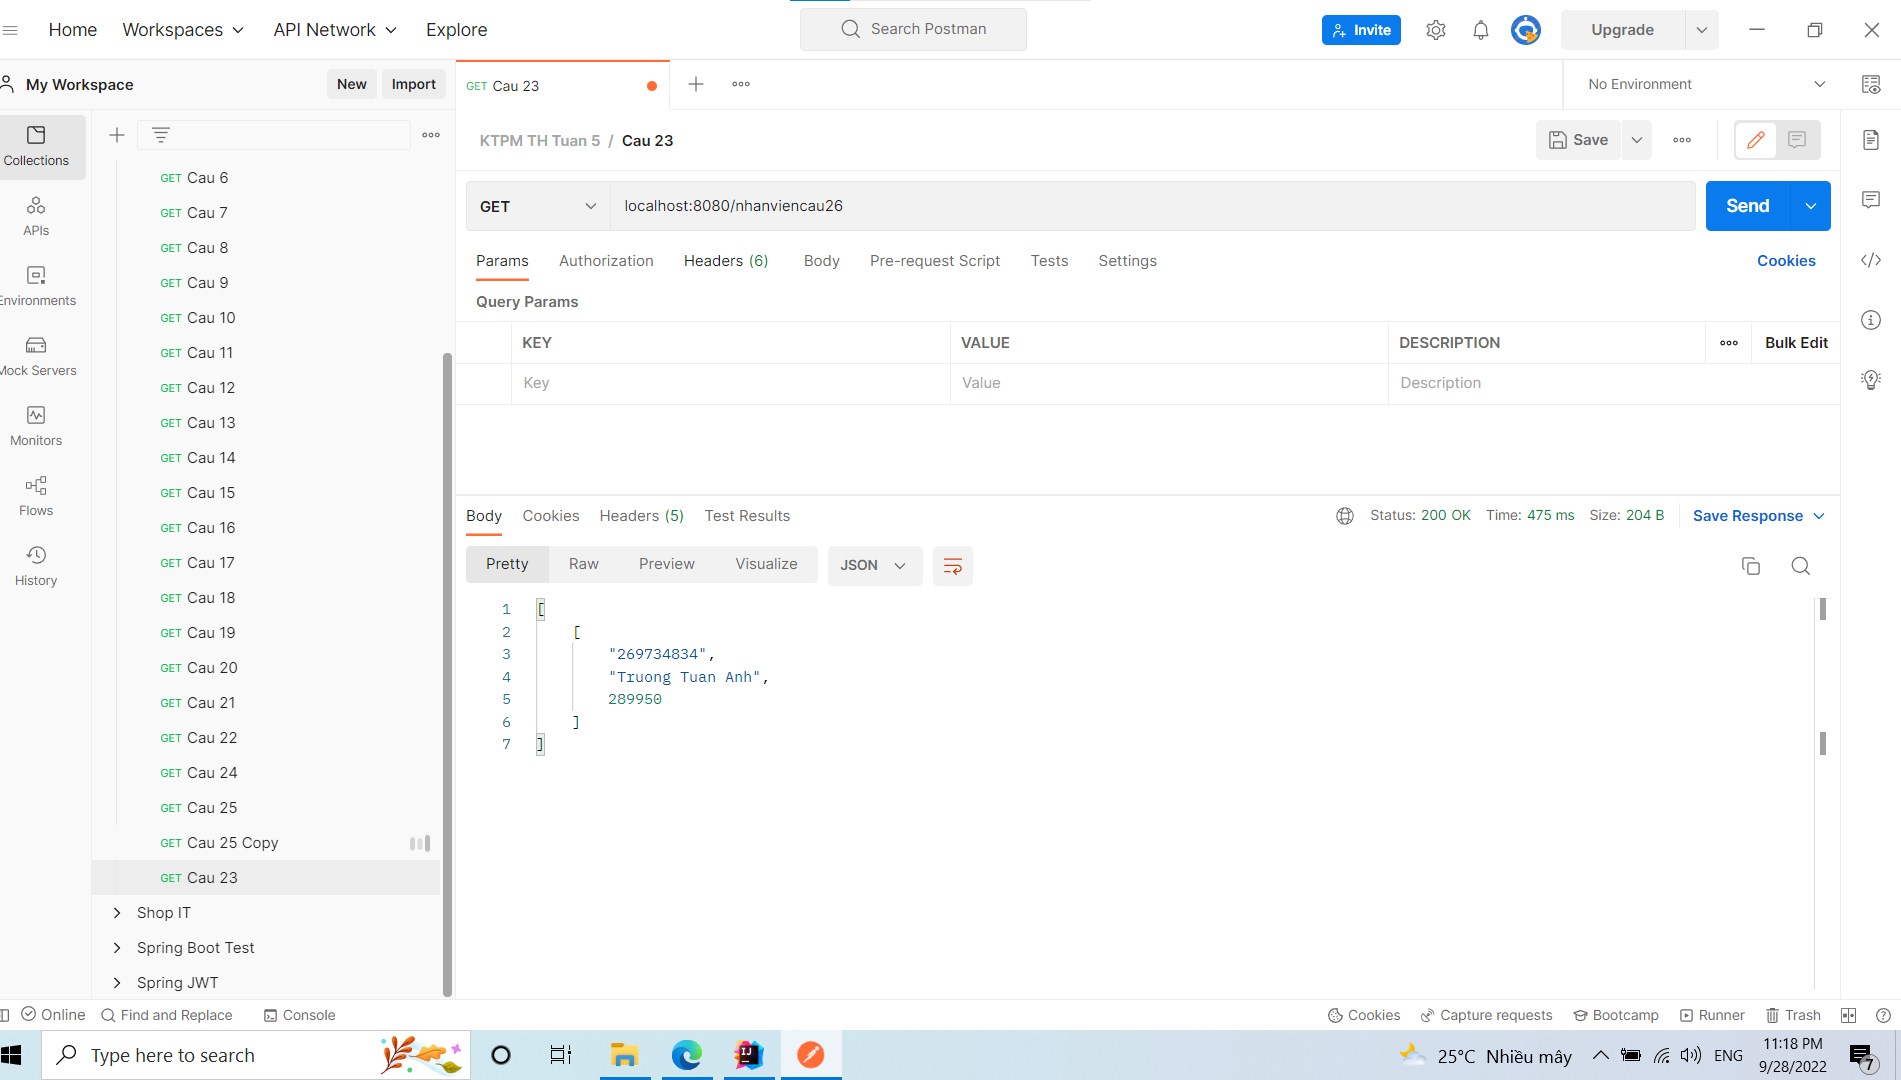 Home Workspaces API Network Explore Search Postman Invite Upgrade
My Workspace New Import GET Cau 23 No Environment
KTPM TH Tuan 5 / Cau 23 Save
Collections
APIs
Environments
Mock Servers
Monitors
Flows
History
GET Cau 6
GET Cau 7
GET Cau 8
GET Cau 9
GET Cau 10
GET Cau 11
GET Cau 12
GET Cau 13
GET Cau 14
GET Cau 15
GET Cau 16
GET Cau 17
GET Cau 18
GET Cau 19
GET Cau 20
GET Cau 21
GET Cau 22
GET Cau 24
GET Cau 25
GET Cau 25 Copy
GET Cau 23
Shop IT
Spring Boot Test
Spring JWT
GET localhost:8080/nhanviencau26 Send
Params Authorization Headers (6) Body Pre-request Script Tests Settings Cookies
Query Params
KEY VALUE DESCRIPTION Bulk Edit
Key Value Description
Body Cookies Headers (5) Test Results Status: 200 OK Time: 475 ms Size: 204 B Save Response
Pretty Raw Preview Visualize JSON
1 [
2 [
3 "269734834",
4 "Truong Tuan Anh",
5 289950
6 ]
7 ]
Online Find and Replace Console Cookies Capture requests Bootcamp Runner Trash
Type here to search 25°C Nhiều mây ENG 11:18 PM
9/28/2022 7